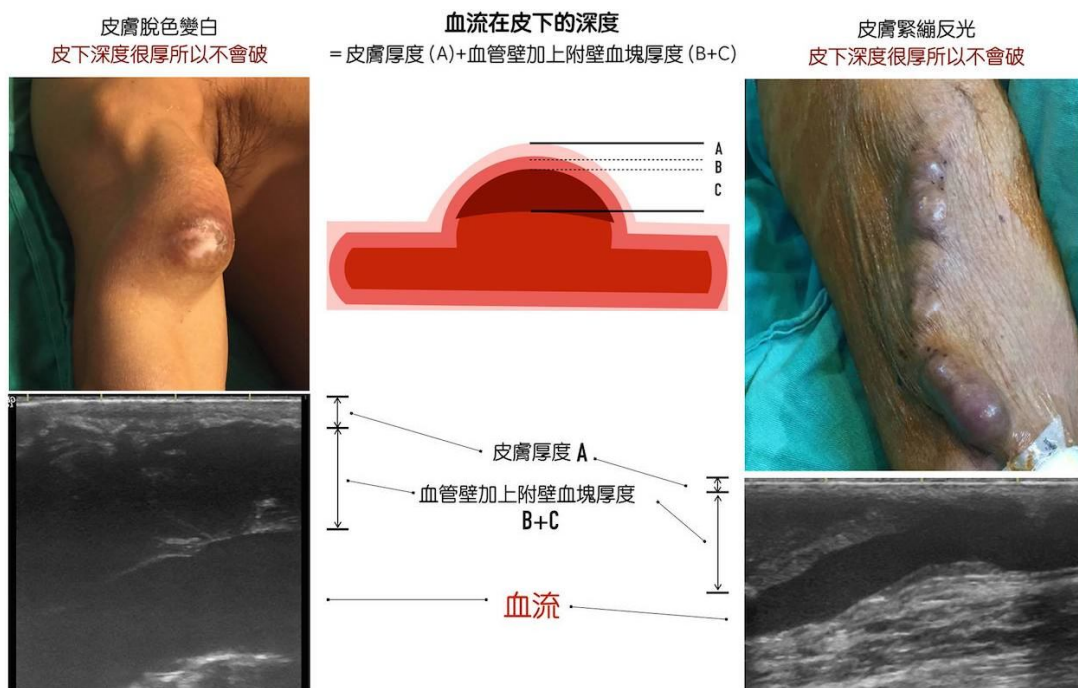 皮膚脫色變白
皮下深度很厚所以不會破
血流在皮下的深度
=皮膚厚度(A)+血管壁加上附壁血塊厚度(B+C)
皮膚緊繃反光
皮下深度很厚所以不會破
A
B
C
皮膚厚度 A
血管壁加上附壁血塊厚度
B+C
血流